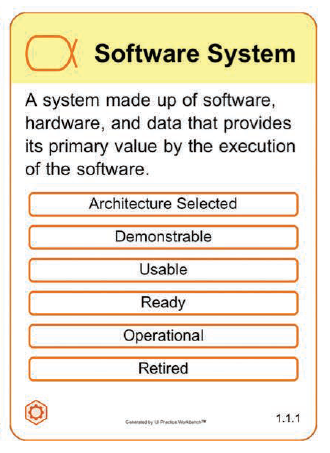 Software System
A system made up of software,
hardware, and data that provides
its primary value by the execution
of the software.
Architecture Selected
Demonstrable
Usable
Ready
Operational
Retired
Generated by IJI Practice Workbench™
1.1.1